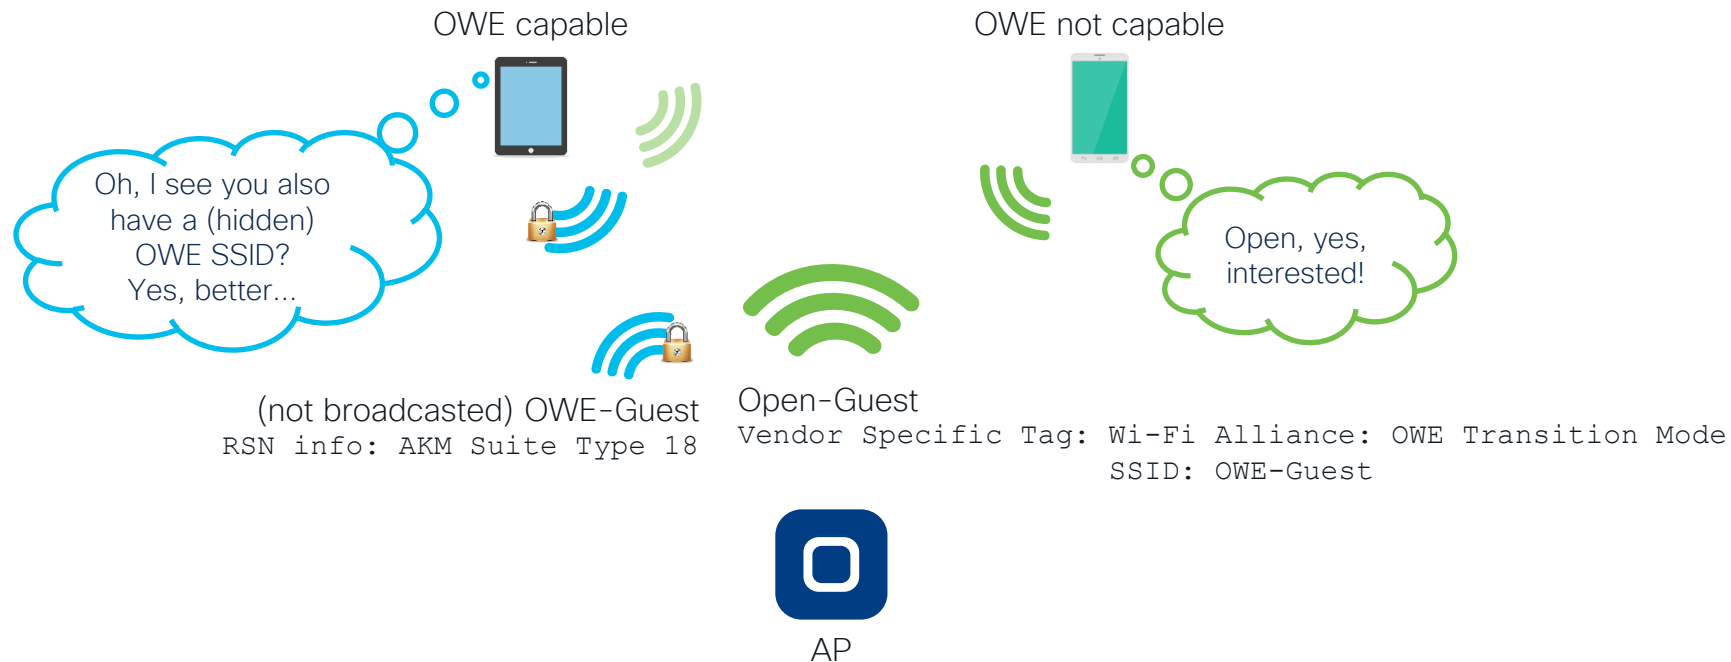 OWE capable
OWE not capable
Oh, I see you also
have a (hidden)
OWE SSID?
Yes, better...
Open, yes,
interested!
(not broadcasted) OWE-Guest
RSN info: AKM Suite Type 18
Open-Guest
Vendor Specific Tag: Wi-Fi Alliance: OWE Transition Mode
SSID: OWE-Guest
AP